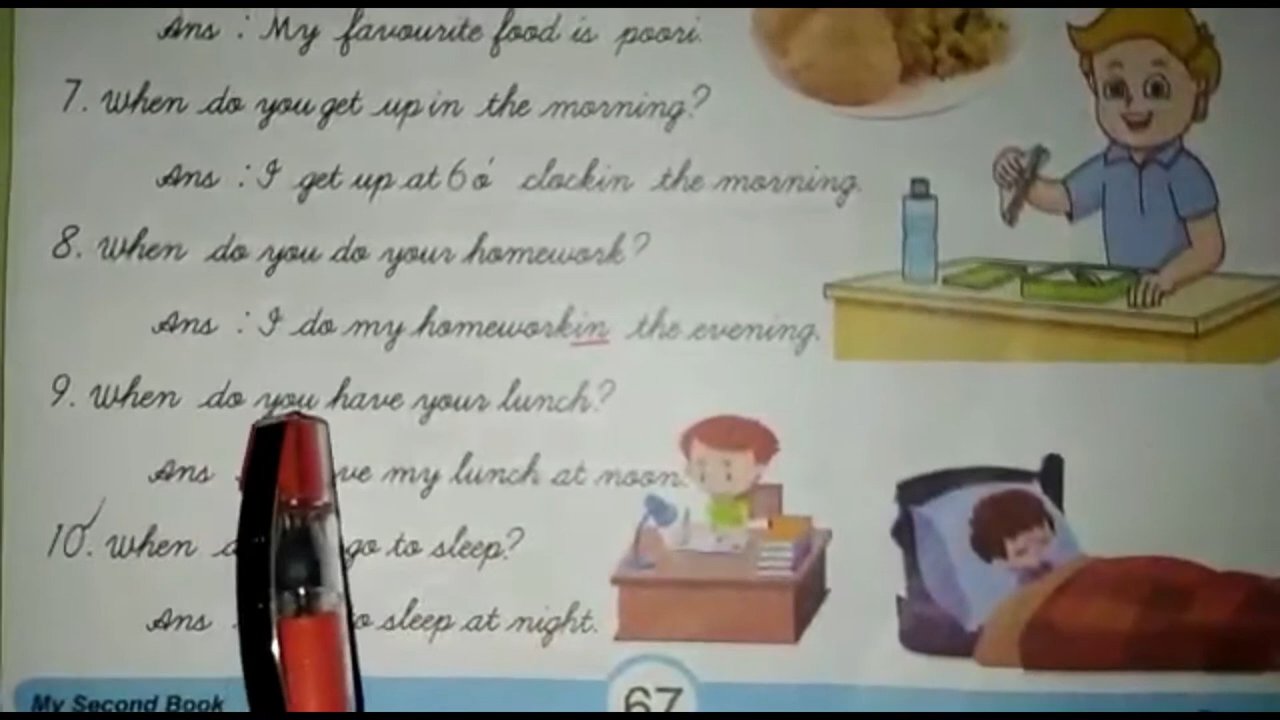 Ans : My favourite food is poori.
7. When do you get up in the morning?
Ans : I get up at 6 o' clockin the morning.
8. When do you do your homework?
Ans : I do my homeworkin the evening.
9. When do you have your lunch?
Ans my lunch at noon.
10. When go to sleep?
Ans to sleep at night.
My Second Book
67